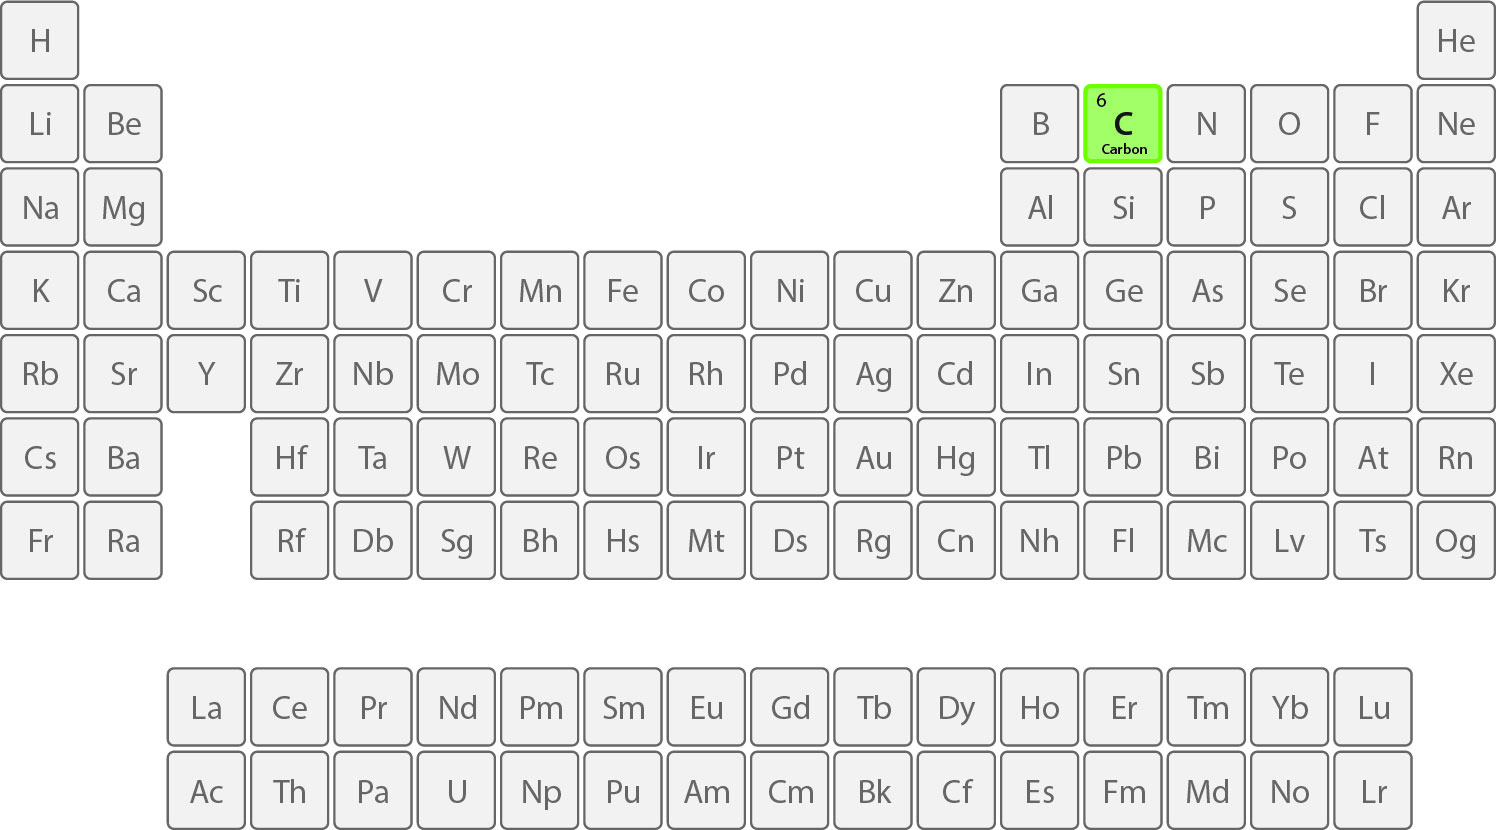 H He
Li Be B 6 C Carbon N O F Ne
Na Mg Al Si P S Cl Ar
K Ca Sc Ti V Cr Mn Fe Co Ni Cu Zn Ga Ge As Se Br Kr
Rb Sr Y Zr Nb Mo Tc Ru Rh Pd Ag Cd In Sn Sb Te I Xe
Cs Ba Hf Ta W Re Os Ir Pt Au Hg Tl Pb Bi Po At Rn
Fr Ra Rf Db Sg Bh Hs Mt Ds Rg Cn Nh Fl Mc Lv Ts Og
La Ce Pr Nd Pm Sm Eu Gd Tb Dy Ho Er Tm Yb Lu
Ac Th Pa U Np Pu Am Cm Bk Cf Es Fm Md No Lr